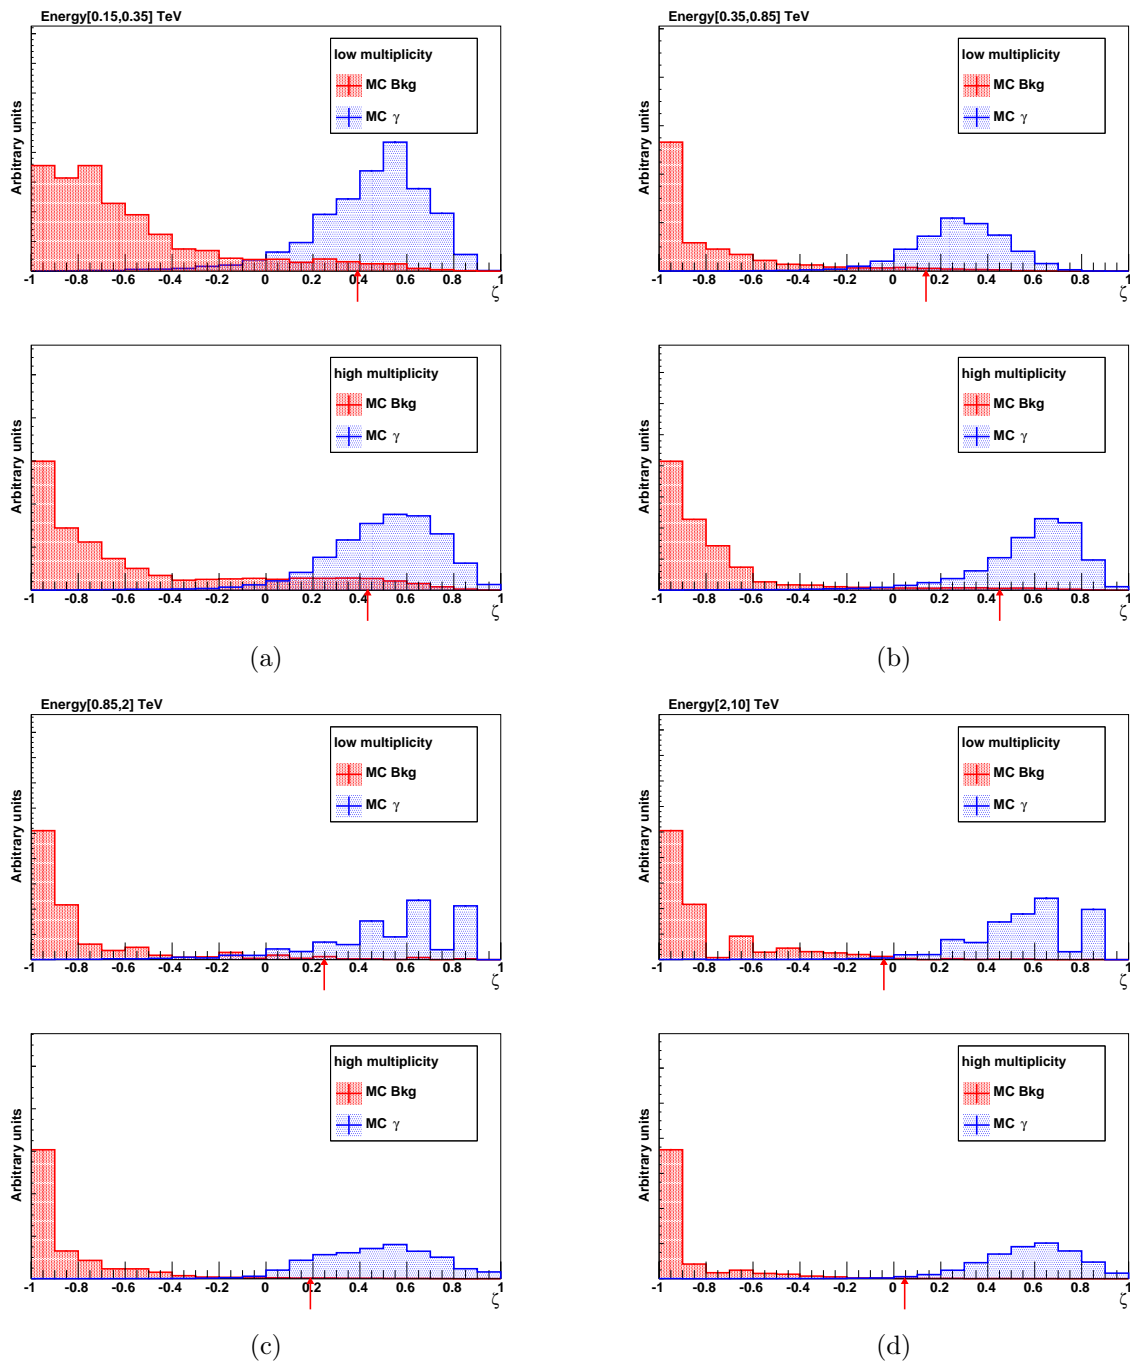 Energy[0.15,0.35] TeV
Arbitrary units
low multiplicity
MC Bkg
MC γ
-1 -0.8 -0.6 -0.4 -0.2 0 0.2 0.4 0.6 0.8 1
ζ
Arbitrary units
high multiplicity
MC Bkg
MC γ
-1 -0.8 -0.6 -0.4 -0.2 0 0.2 0.4 0.6 0.8 1
ζ
(a)
Energy[0.35,0.85] TeV
Arbitrary units
low multiplicity
MC Bkg
MC γ
-1 -0.8 -0.6 -0.4 -0.2 0 0.2 0.4 0.6 0.8 1
ζ
Arbitrary units
high multiplicity
MC Bkg
MC γ
-1 -0.8 -0.6 -0.4 -0.2 0 0.2 0.4 0.6 0.8 1
ζ
(b)
Energy[0.85,2] TeV
Arbitrary units
low multiplicity
MC Bkg
MC γ
-1 -0.8 -0.6 -0.4 -0.2 0 0.2 0.4 0.6 0.8 1
ζ
Arbitrary units
high multiplicity
MC Bkg
MC γ
-1 -0.8 -0.6 -0.4 -0.2 0 0.2 0.4 0.6 0.8 1
ζ
(c)
Energy[2,10] TeV
Arbitrary units
low multiplicity
MC Bkg
MC γ
-1 -0.8 -0.6 -0.4 -0.2 0 0.2 0.4 0.6 0.8 1
ζ
Arbitrary units
high multiplicity
MC Bkg
MC γ
-1 -0.8 -0.6 -0.4 -0.2 0 0.2 0.4 0.6 0.8 1
ζ
(d)